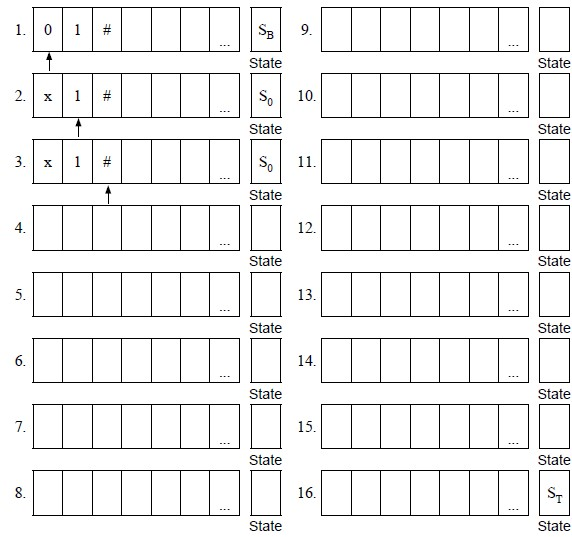 1. 0 1 # ... S_B
State
2. x 1 # ... S_0
State
3. x 1 # ... S_0
State
4. ...
State
5. ...
State
6. ...
State
7. ...
State
8. ...
State
9. ...
State
10. ...
State
11. ...
State
12. ...
State
13. ...
State
14. ...
State
15. ...
State
16. ... S_T
State